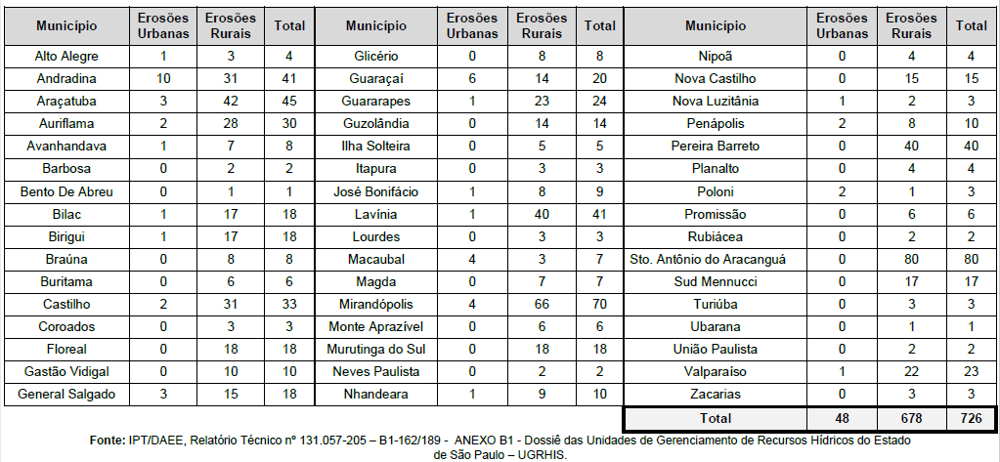 Município Erosões Urbanas Erosões Rurais Total Município Erosões Urbanas Erosões Rurais Total Município Erosões Urbanas Erosões Rurais Total
Alto Alegre 1 3 4 Glicério 0 8 8 Nipoã 0 4 4
Andradina 10 31 41 Guaraçaí 6 14 20 Nova Castilho 0 15 15
Araçatuba 3 42 45 Guararapes 1 23 24 Nova Luzitânia 1 2 3
Auriflama 2 28 30 Guzolândia 0 14 14 Penápolis 2 8 10
Avanhandava 1 7 8 Ilha Solteira 0 5 5 Pereira Barreto 0 40 40
Barbosa 0 2 2 Itapura 0 3 3 Planalto 0 4 4
Bento De Abreu 0 1 1 José Bonifácio 1 8 9 Poloni 2 1 3
Bilac 1 17 18 Lavínia 1 40 41 Promissão 0 6 6
Birigui 1 17 18 Lourdes 0 3 3 Rubiácea 0 2 2
Braúna 0 8 8 Macaubal 4 3 7 Sto. Antônio do Aracanguá 0 80 80
Buritama 0 6 6 Magda 0 7 7 Sud Mennucci 0 17 17
Castilho 2 31 33 Mirandópolis 4 66 70 Turiúba 0 3 3
Coroados 0 3 3 Monte Aprazível 0 6 6 Ubarana 0 1 1
Floreal 0 18 18 Murutinga do Sul 0 18 18 União Paulista 0 2 2
Gastão Vidigal 0 10 10 Neves Paulista 0 2 2 Valparaíso 1 22 23
General Salgado 3 15 18 Nhandeara 1 9 10 Zacarias 0 3 3
Total 48 678 726
Fonte: IPT/DAEE, Relatório Técnico nº 131.057-205 – B1-162/189 - ANEXO B1 - Dossiê das Unidades de Gerenciamento de Recursos Hídricos do Estado
de São Paulo – UGRHIS.